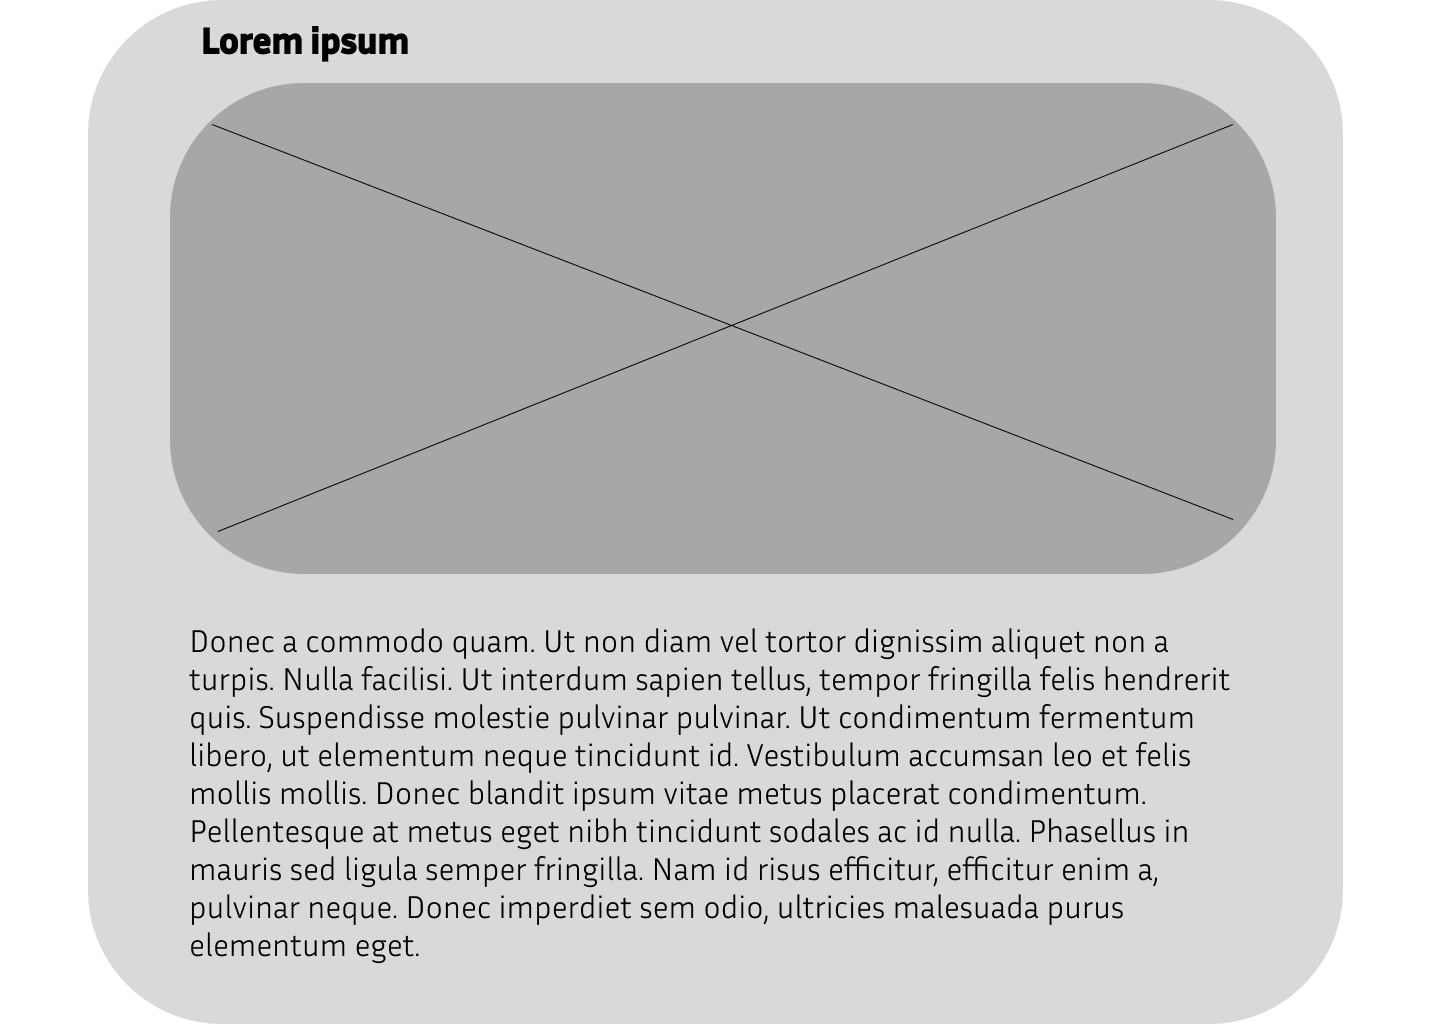 Lorem ipsum
Donec a commodo quam. Ut non diam vel tortor dignissim aliquet non a
turpis. Nulla facilisi. Ut interdum sapien tellus, tempor fringilla felis hendrerit
quis. Suspendisse molestie pulvinar pulvinar. Ut condimentum fermentum
libero, ut elementum neque tincidunt id. Vestibulum accumsan leo et felis
mollis mollis. Donec blandit ipsum vitae metus placerat condimentum.
Pellentesque at metus eget nibh tincidunt sodales ac id nulla. Phasellus in
mauris sed ligula semper fringilla. Nam id risus efficitur, efficitur enim a,
pulvinar neque. Donec imperdiet sem odio, ultricies malesuada purus
elementum eget.